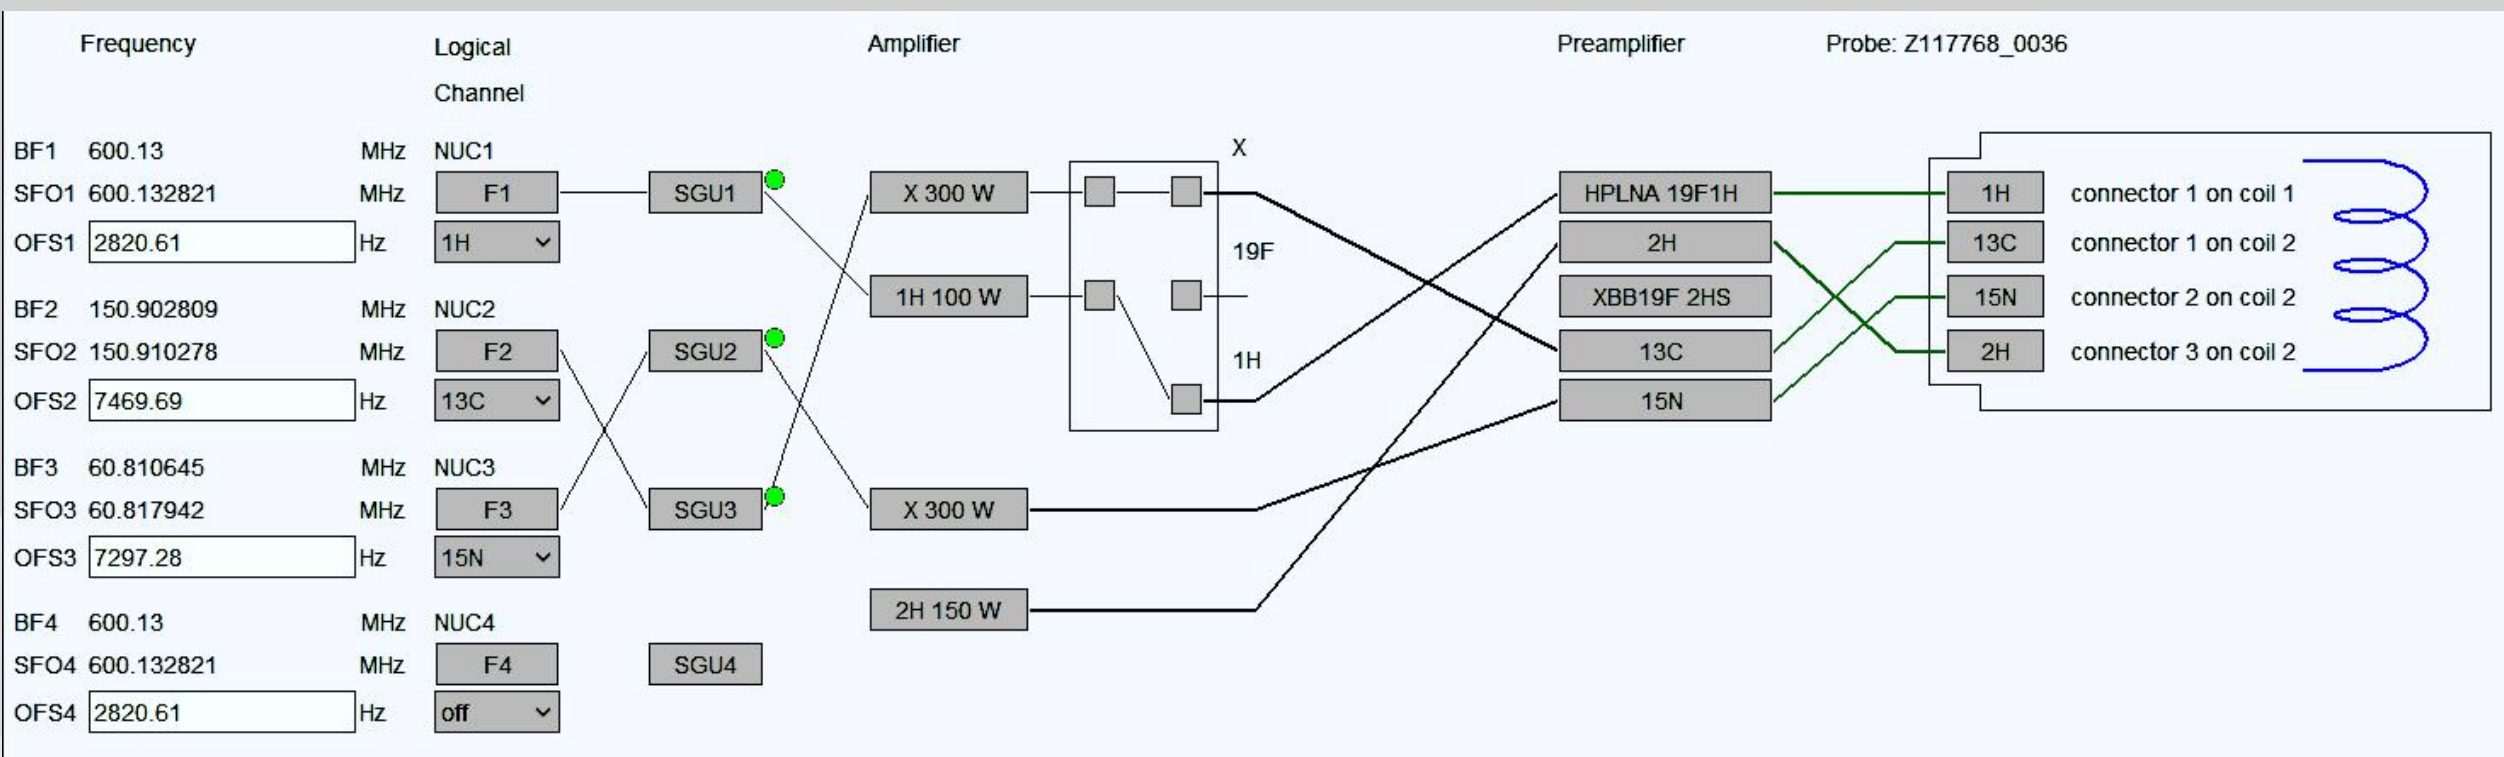 Frequency Logical Amplifier Preamplifier Probe: Z117768_0036
Channel
BF1 600.13 MHz NUC1 X
SFO1 600.132821 MHz F1 SGU1 X 300 W HPLNA 19F1H 1H connector 1 on coil 1
OFS1 2820.61 Hz 1H 19F 2H 13C connector 1 on coil 2
1H 100 W XBB19F 2HS 15N connector 2 on coil 2
BF2 150.902809 MHz NUC2
SFO2 150.910278 MHz F2 SGU2 1H 13C 2H connector 3 on coil 2
OFS2 7469.69 Hz 13C 15N
BF3 60.810645 MHz NUC3
SFO3 60.817942 MHz F3 SGU3 X 300 W
OFS3 7297.28 Hz 15N
2H 150 W
BF4 600.13 MHz NUC4
SFO4 600.132821 MHz F4 SGU4
OFS4 2820.61 Hz off